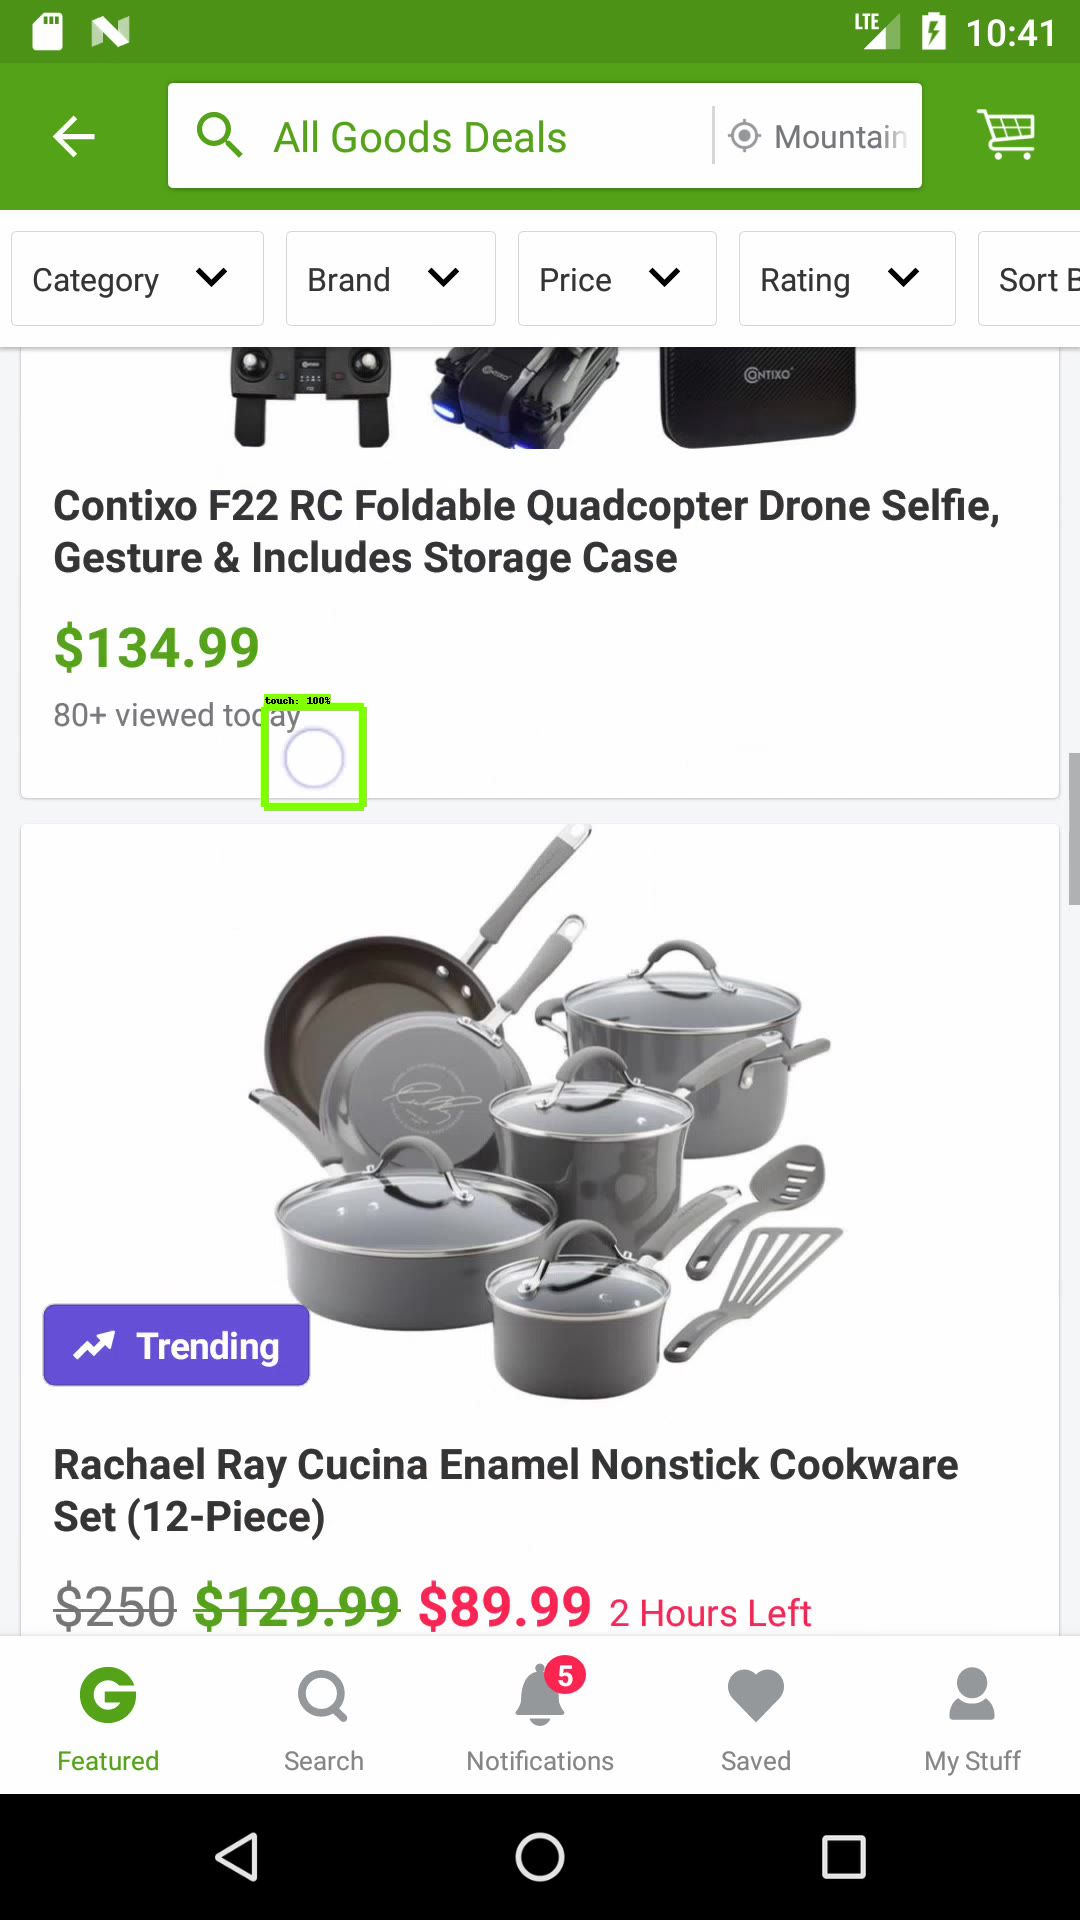 LTE 10:41
All Goods Deals Mountain
Category Brand Price Rating Sort B
CONTIXO CONTIXO
Contixo F22 RC Foldable Quadcopter Drone Selfie,
Gesture & Includes Storage Case
$134.99
touch: 100%
80+ viewed today
Trending
Rachael Ray Cucina Enamel Nonstick Cookware
Set (12-Piece)
$250 $129.99 $89.99 2 Hours Left
5
Featured Search Notifications Saved My Stuff